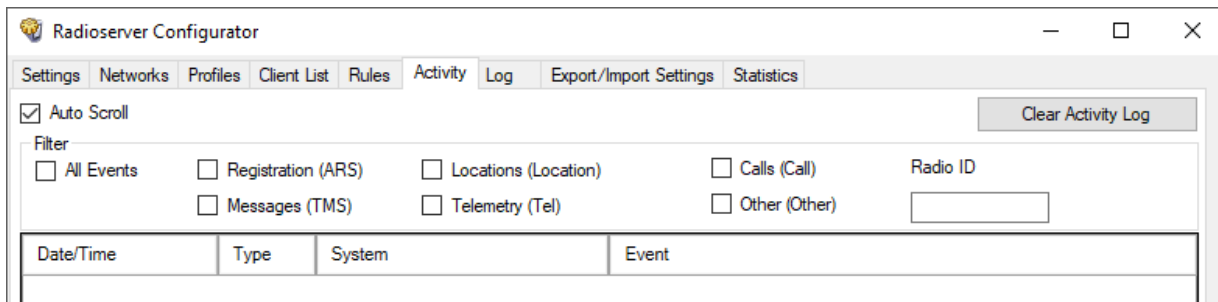 Radioserver Configurator
Settings Networks Profiles Client List Rules Activity Log Export/Import Settings Statistics
Auto Scroll Clear Activity Log
Filter
All Events Registration (ARS) Locations (Location) Calls (Call) Radio ID
Messages (TMS) Telemetry (Tel) Other (Other)
Date/Time Type System Event